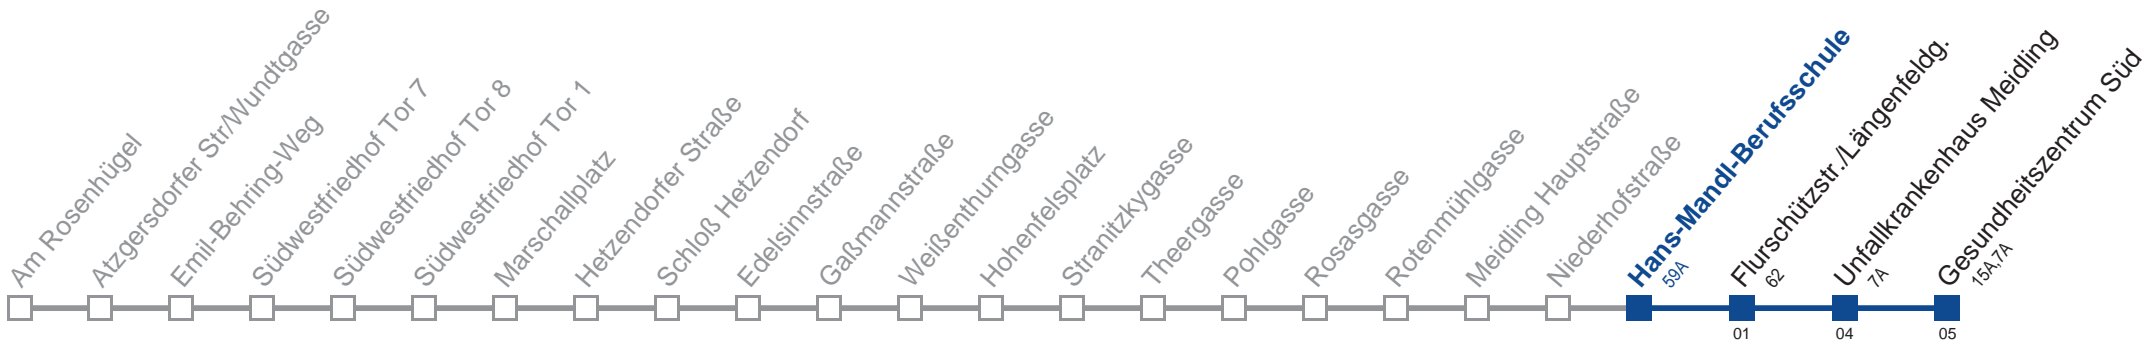 Am Rosenhügel
Atzgersdorfer Str/Wundtgasse
Emil-Behring-Weg
Südwestfriedhof Tor 7
Südwestfriedhof Tor 8
Südwestfriedhof Tor 1
Marschallplatz
Hetzendorfer Straße
Schloß Hetzendorf
Edelsinnstraße
Gaßmannstraße
Weißenthurngasse
Hohenfelsplatz
Stranitzkygasse
Theergasse
Pohlgasse
Rosasgasse
Rotenmühlgasse
Meidling Hauptstraße
Niederhofstraße
Hans-Mandl-Berufsschule
59A
Flurschützstr./Längenfeldg.
62
Unfallkrankenhaus Meidling
7A
Gesundheitszentrum Süd
15A,7A
01
04
05